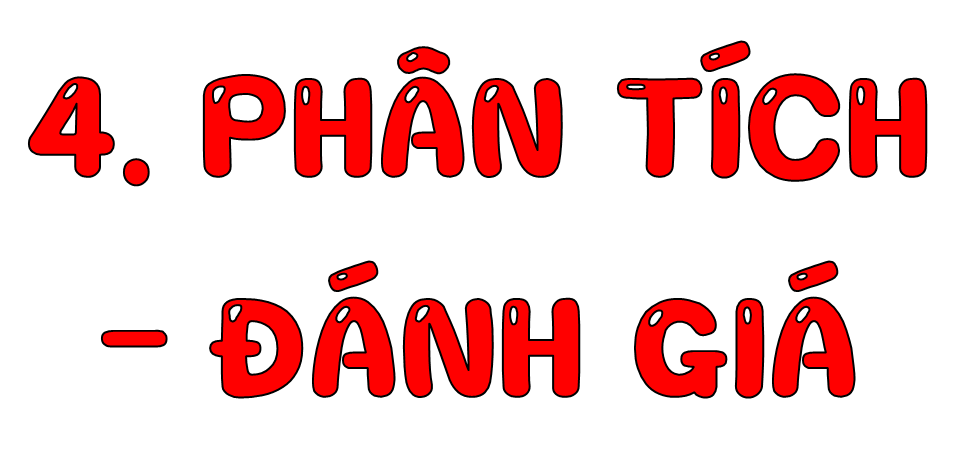 4. PHÂN TÍCH
- ĐÁNH GIÁ